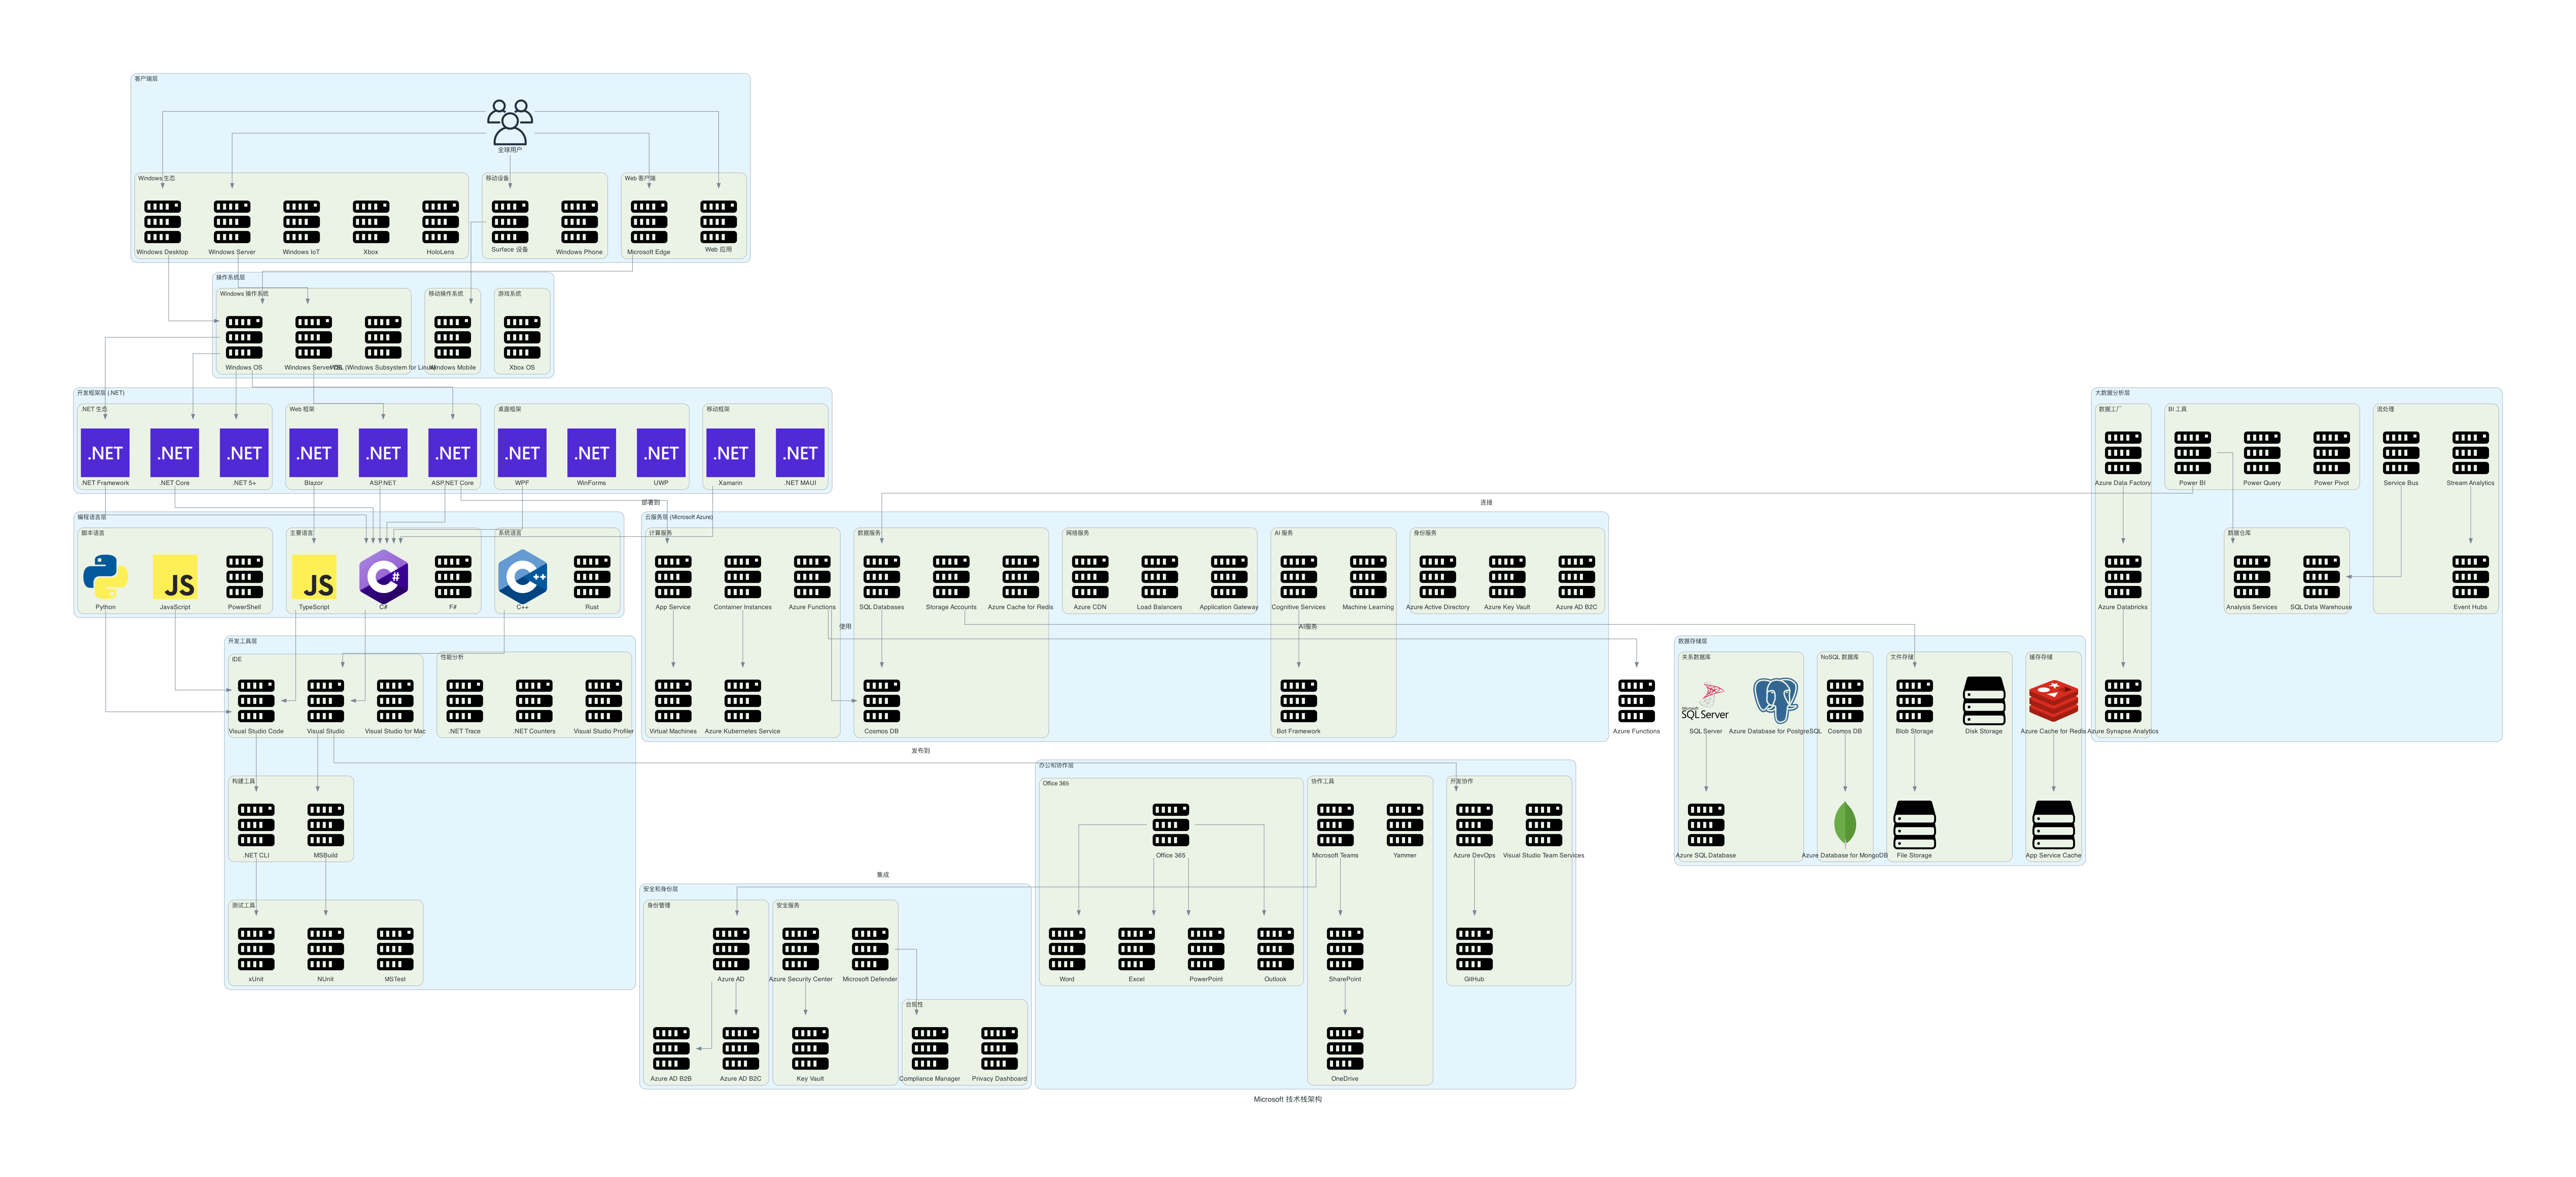 客户端层
全球用户
Windows 生态
移动设备
Web 客户端
Windows Desktop
Windows Server
Windows IoT
Xbox
HoloLens
Surface 设备
Windows Phone
Microsoft Edge
Web 应用
操作系统层
Windows 操作系统
移动操作系统
游戏系统
Windows OS
Windows Server OS
WSL (Windows Subsystem for Linux)
Windows Mobile
Xbox OS
开发框架层 (.NET)
.NET 生态
Web 框架
桌面框架
移动框架
.NET
.NET
.NET
.NET
.NET
.NET
.NET
.NET
.NET
.NET
.NET
.NET Framework
.NET Core
.NET 5+
Blazor
ASP.NET
ASP.NET Core
WPF
WinForms
UWP
Xamarin
.NET MAUI
大数据分析层
数据工厂
BI 工具
流处理
Azure Data Factory
Power BI
Power Query
Power Pivot
Service Bus
Stream Analytics
数据仓库
Azure Databricks
Analysis Services
SQL Data Warehouse
Event Hubs
Azure Synapse Analytics
部署到
连接
编程语言层
脚本语言
主要语言
系统语言
JS
JS
C#
C++
Python
JavaScript
PowerShell
TypeScript
C#
F#
C++
Rust
云服务层 (Microsoft Azure)
计算服务
数据服务
网络服务
AI 服务
身份服务
App Service
Container Instances
Azure Functions
SQL Databases
Storage Accounts
Azure Cache for Redis
Azure CDN
Load Balancers
Application Gateway
Cognitive Services
Machine Learning
Azure Active Directory
Azure Key Vault
Azure AD B2C
使用
AI服务
Virtual Machines
Azure Kubernetes Service
Cosmos DB
Bot Framework
Azure Functions
开发工具层
IDE
性能分析
Visual Studio Code
Visual Studio
Visual Studio for Mac
.NET Trace
.NET Counters
Visual Studio Profiler
构建工具
.NET CLI
MSBuild
测试工具
xUnit
NUnit
MSTest
数据存储层
关系数据库
NoSQL 数据库
文件存储
缓存存储
Microsoft
SQL Server
SQL Server
Azure Database for PostgreSQL
Cosmos DB
Blob Storage
Disk Storage
Azure Cache for Redis
Azure SQL Database
Azure Database for MongoDB
File Storage
App Service Cache
发布到
办公和协作层
Office 365
协作工具
开发协作
Office 365
Microsoft Teams
Yammer
Azure DevOps
Visual Studio Team Services
Word
Excel
PowerPoint
Outlook
SharePoint
GitHub
OneDrive
集成
安全和身份层
身份管理
安全服务
Azure AD
Azure Security Center
Microsoft Defender
合规性
Azure AD B2B
Azure AD B2C
Key Vault
Compliance Manager
Privacy Dashboard
Microsoft 技术栈架构